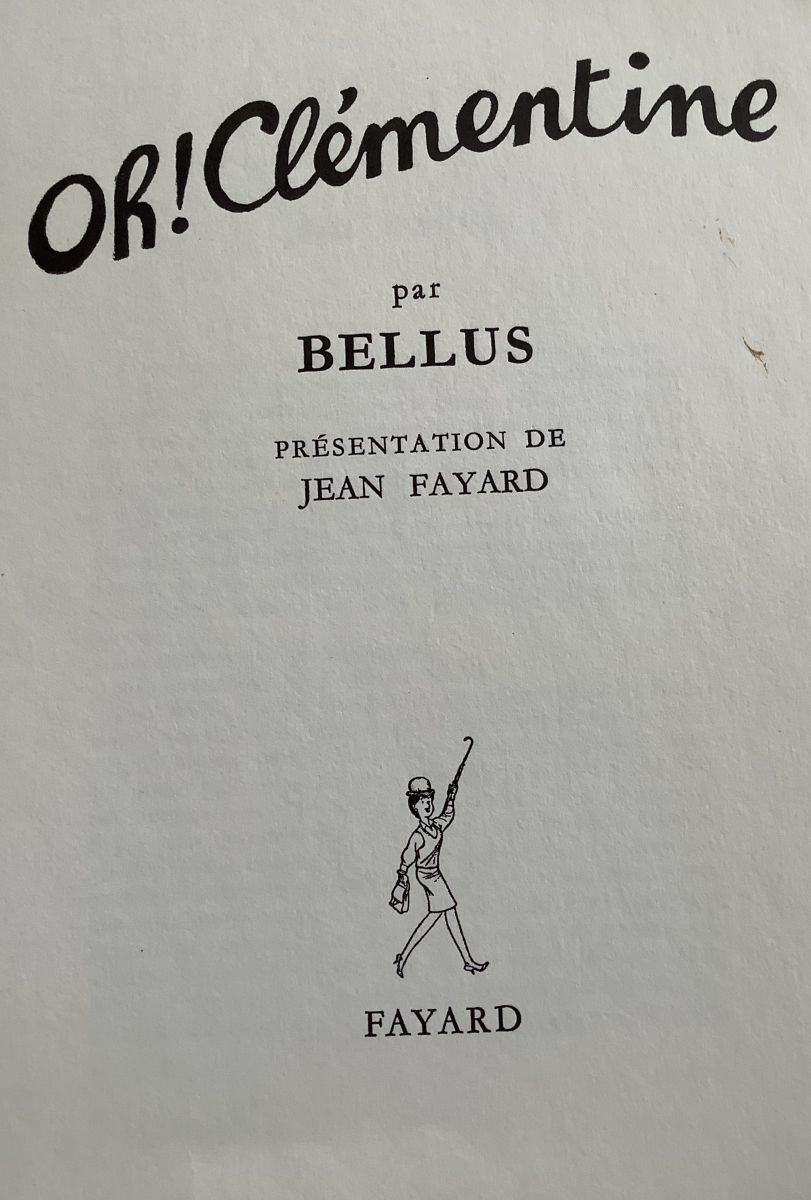 Oh! Clémentine
par
BELLUS
PRÉSENTATION DE
JEAN FAYARD
FAYARD